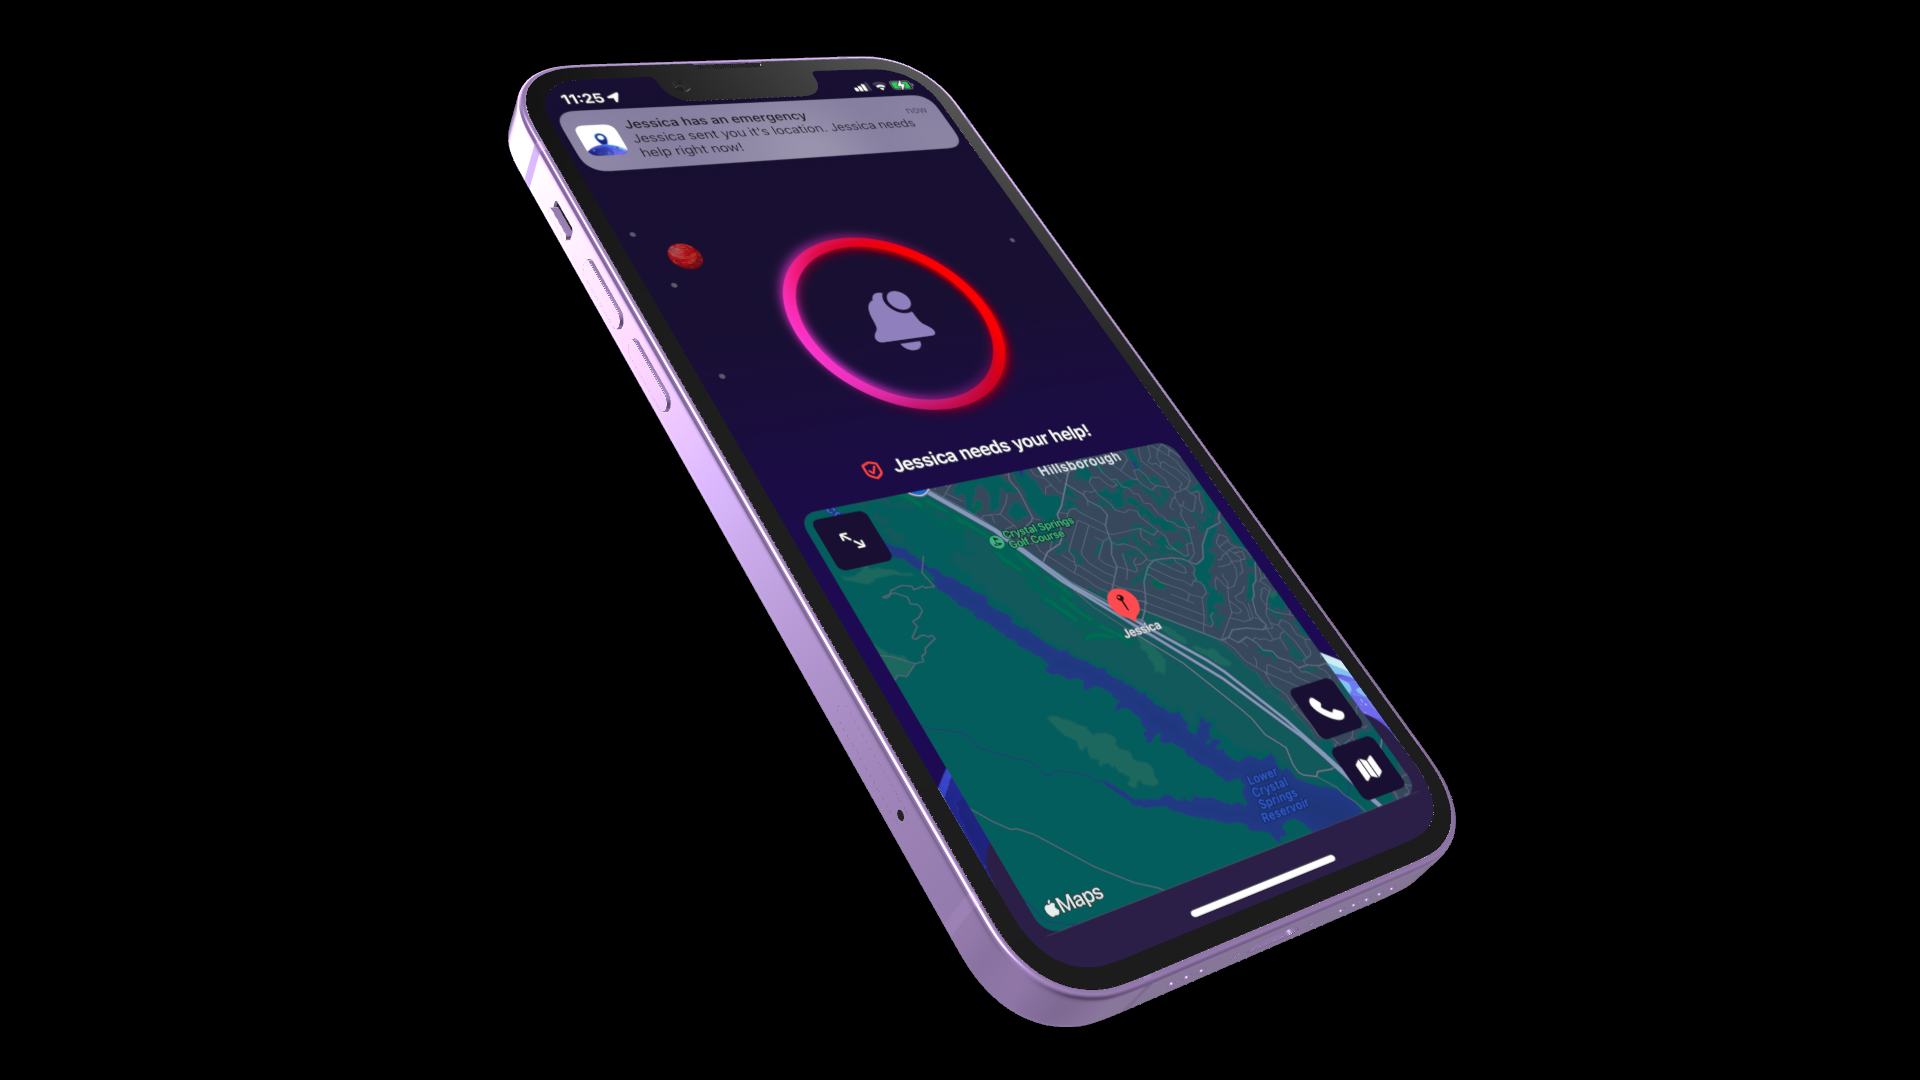 11:25
Jessica has an emergency
now
Jessica sent you it's location. Jessica needs
help right now!
Jessica needs your help!
Hillsborough
Crystal Springs
Golf Course
Jessica
Lower
Crystal
Springs
Reservoir
Maps